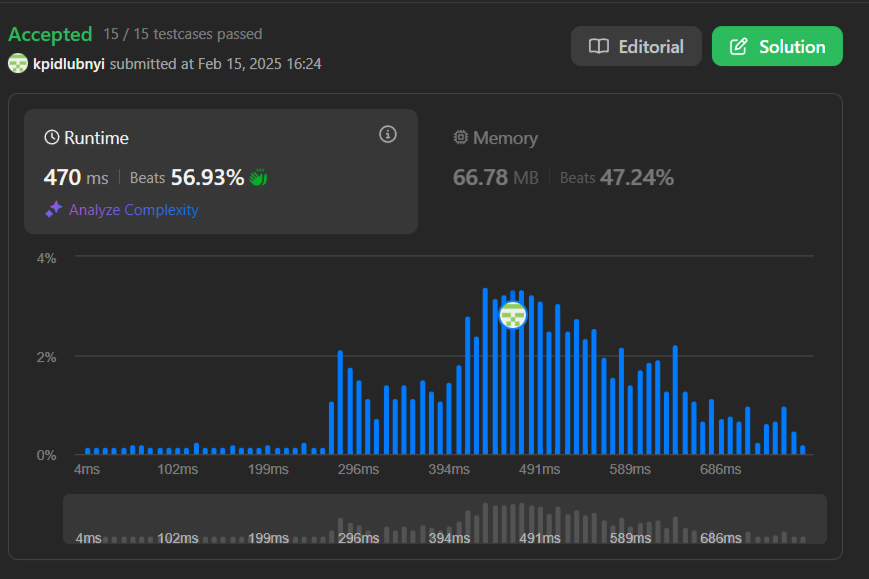 Accepted 15 / 15 testcases passed
kpidlubnyi submitted at Feb 15, 2025 16:24
Editorial
Solution
Runtime
470 ms | Beats 56.93%
Analyze Complexity
Memory
66.78 MB | Beats 47.24%
4%
2%
0%
4ms 102ms 199ms 296ms 394ms 491ms 589ms 686ms
4ms 102ms 199ms 296ms 394ms 491ms 589ms 686ms